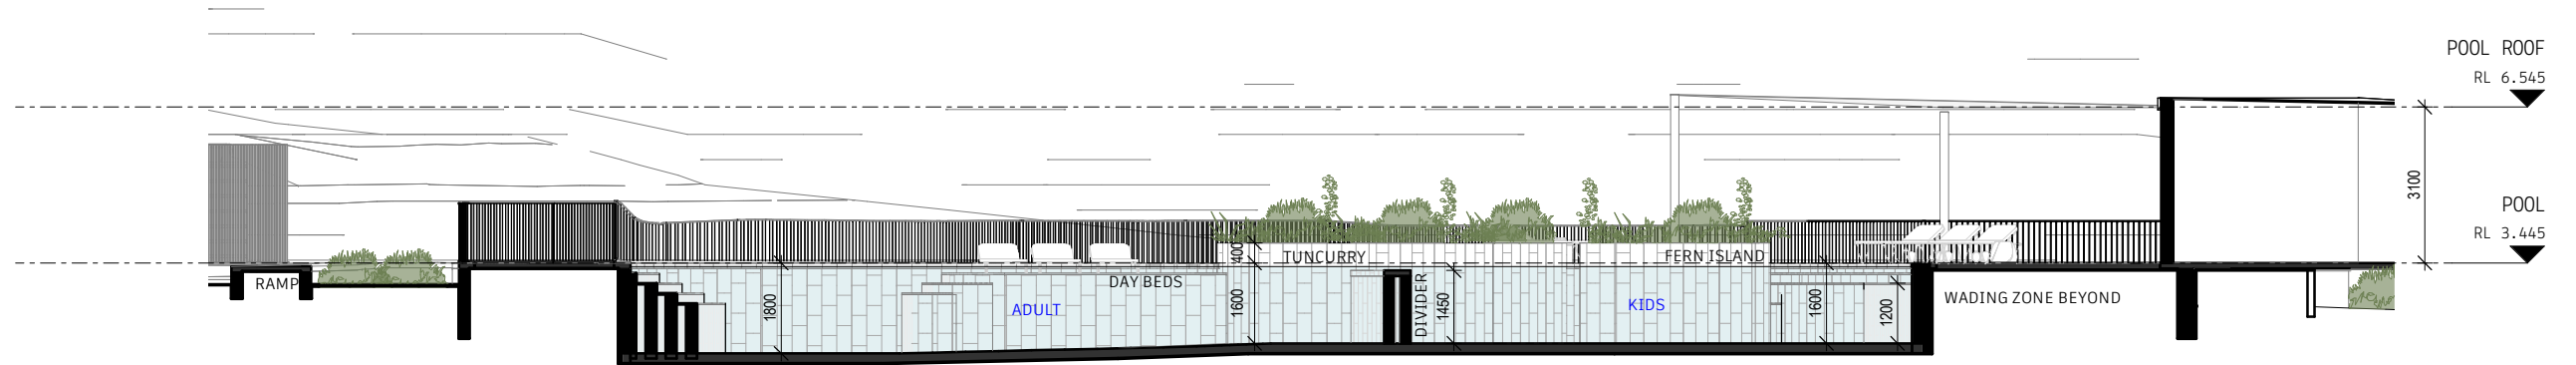 POOL ROOF
RL 6.545
3100
POOL
RL 3.445
RAMP
1800
ADULT
DAY BEDS
400
1600
TUNCURRY
DIVIDER
1450
FERN ISLAND
KIDS
1600
1200
WADING ZONE BEYOND